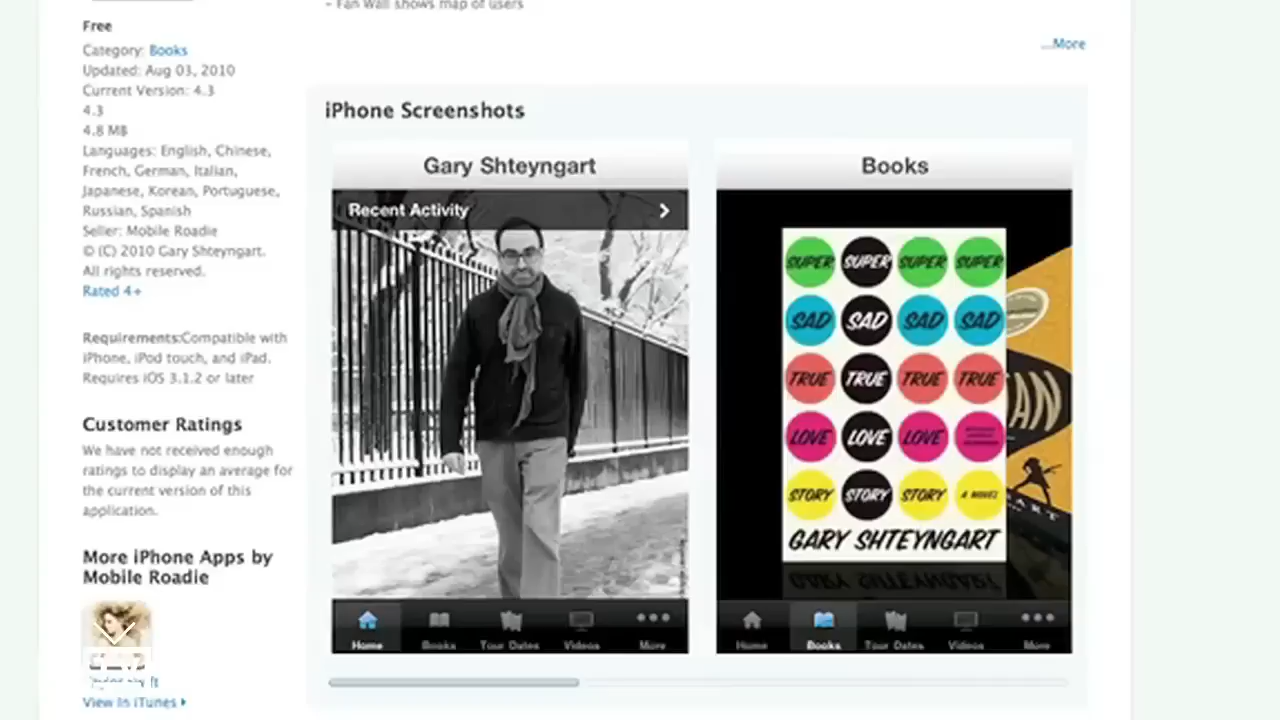 – Fan Wall shows map of users
...More
Free
Category: Books
Updated: Aug 03, 2010
Current Version: 4.3
4.3
4.8 MB
Languages: English, Chinese,
French, German, Italian,
Japanese, Korean, Portuguese,
Russian, Spanish
Seller: Mobile Roadie
© (C) 2010 Gary Shteyngart.
All rights reserved.
Rated 4+
Requirements:Compatible with
iPhone, iPod touch, and iPad.
Requires iOS 3.1.2 or later
Customer Ratings
We have not received enough
ratings to display an average for
the current version of this
application.
More iPhone Apps by
Mobile Roadie
View In iTunes
iPhone Screenshots
Gary Shteyngart
Recent Activity
Home Books Tour Dates Videos More
Books
SUPER SUPER SUPER SUPER
SAD SAD SAD SAD
TRUE TRUE TRUE TRUE
LOVE LOVE LOVE
STORY STORY STORY A NOVEL
GARY SHTEYNGART
AN
ART
Home Books Tour Dates Videos More